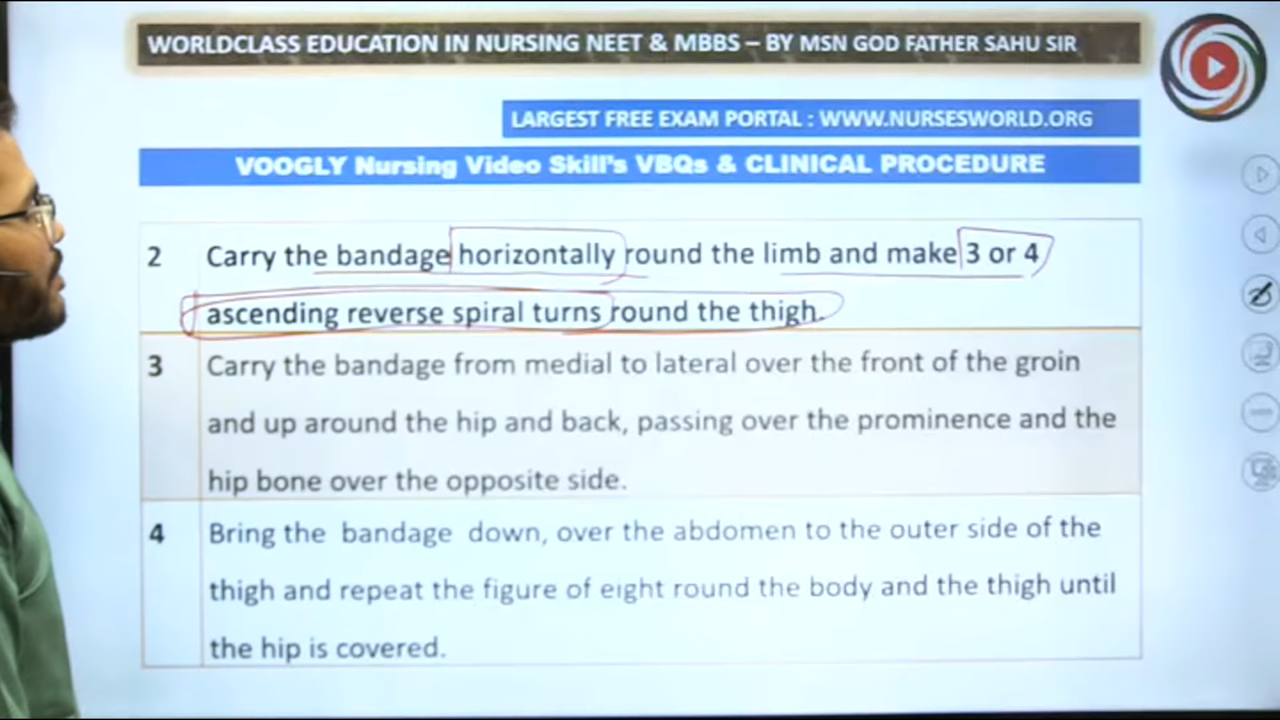 WORLDCLASS EDUCATION IN NURSING NEET & MBBS – BY MSN GOD FATHER SAHU SIR
LARGEST FREE EXAM PORTAL : WWW.NURSESWORLD.ORG
VOOGLY Nursing Video Skill's VBQs & CLINICAL PROCEDURE
2 Carry the bandage horizontally round the limb and make 3 or 4
ascending reverse spiral turns round the thigh.
3 Carry the bandage from medial to lateral over the front of the groin
and up around the hip and back, passing over the prominence and the
hip bone over the opposite side.
4 Bring the bandage down, over the abdomen to the outer side of the
thigh and repeat the figure of eight round the body and the thigh until
the hip is covered.